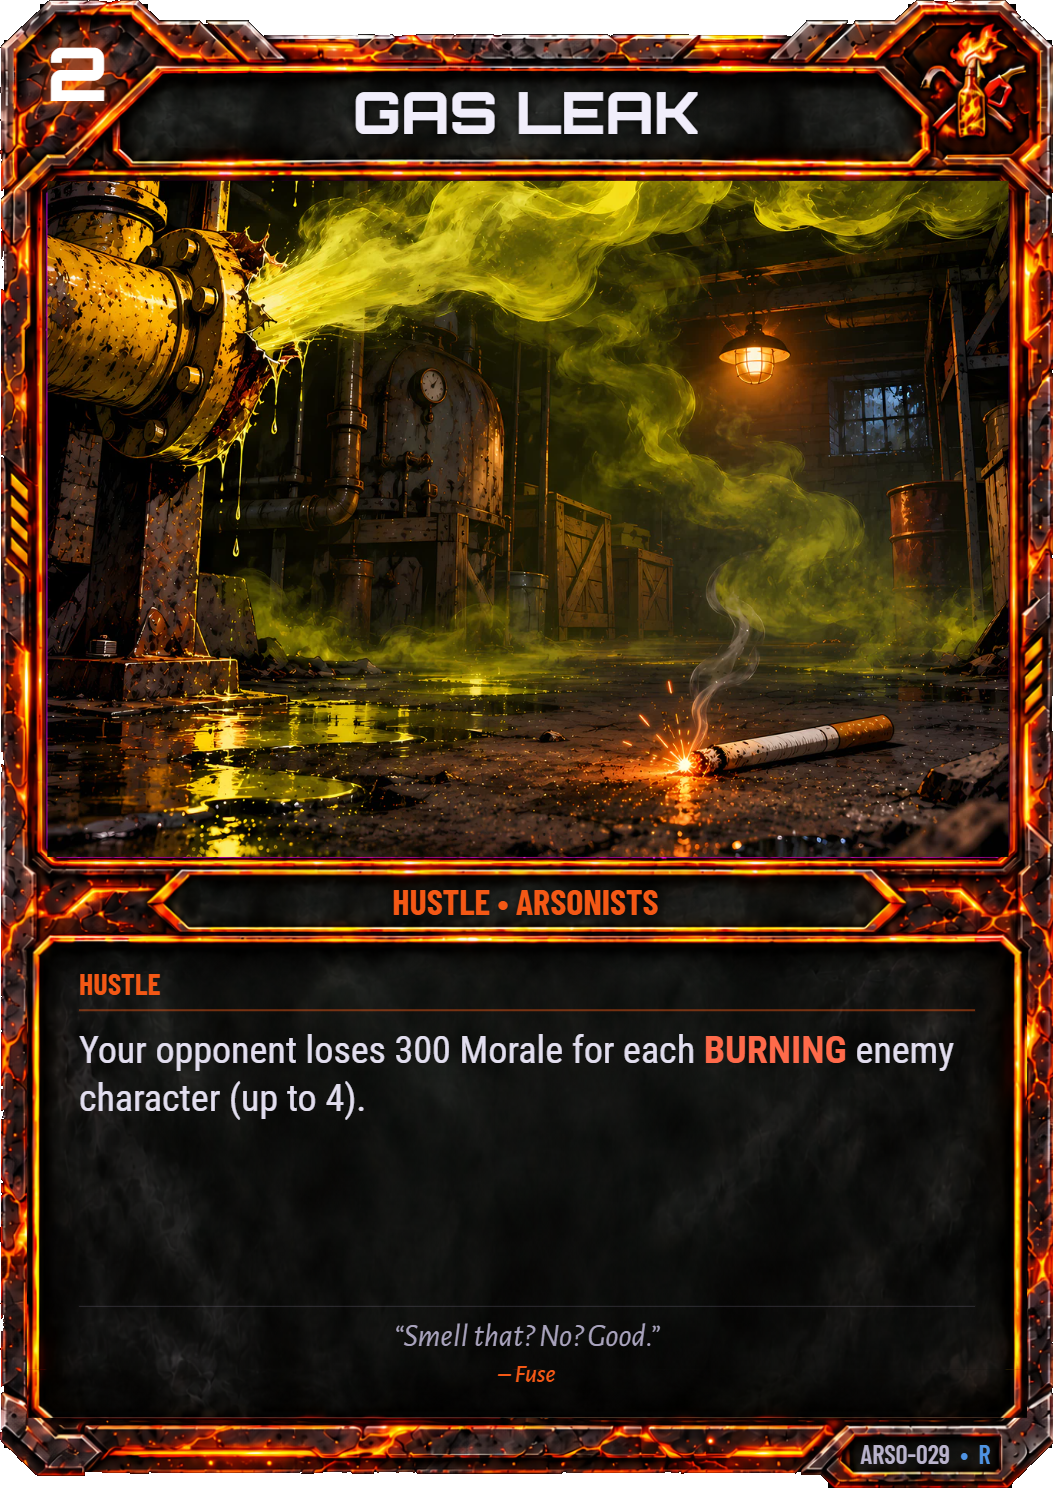 2
GAS LEAK
HUSTLE • ARSONISTS
HUSTLE
Your opponent loses 300 Morale for each BURNING enemy
character (up to 4).
“Smell that? No? Good.”
– Fuse
ARSO-029 • R